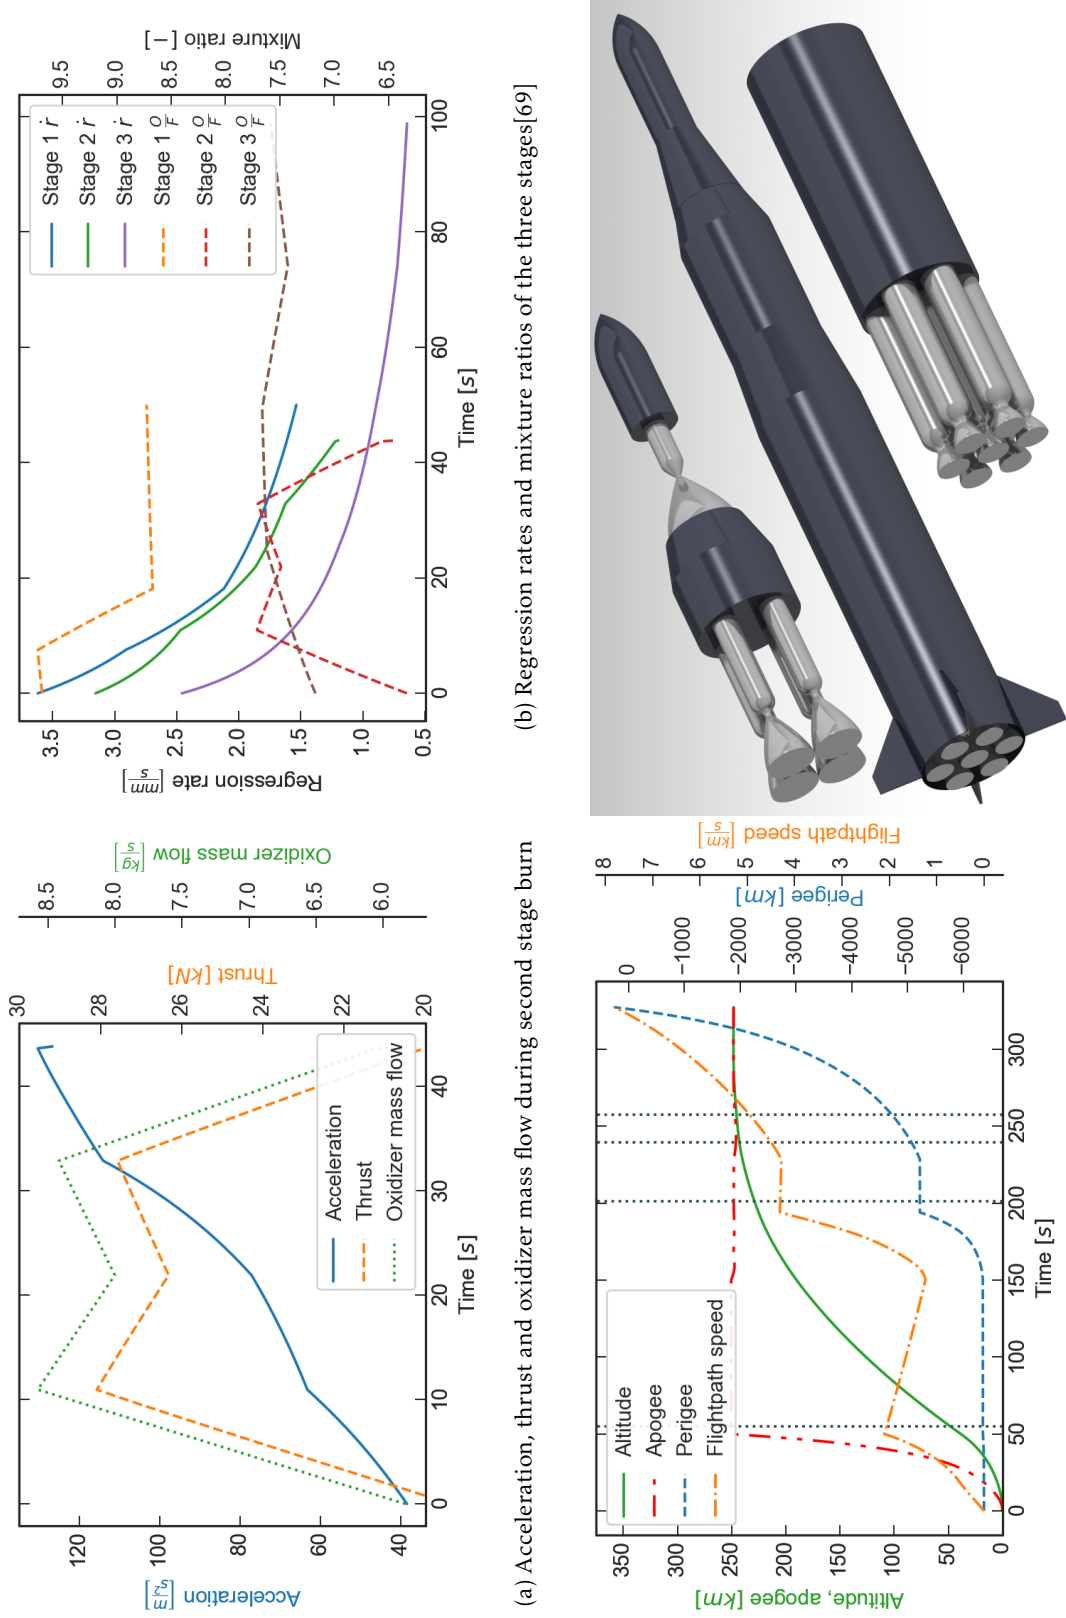 Acceleration [m/s²]
120
100
80
60
40
30
28
26
24
22
20
Thrust [kN]
8.5
8.0
7.5
7.0
6.5
6.0
Oxidizer mass flow [kg/s]
0
10
20
30
40
Time [s]
Acceleration
Thrust
Oxidizer mass flow
(a) Acceleration, thrust and oxidizer mass flow during second stage burn
Regression rate [mm/s]
3.5
3.0
2.5
2.0
1.5
1.0
0.5
9.5
9.0
8.5
8.0
7.5
7.0
6.5
Mixture ratio [−]
0
20
40
60
80
100
Time [s]
Stage 1 ṙ
Stage 2 ṙ
Stage 3 ṙ
Stage 1 O/F
Stage 2 O/F
Stage 3 O/F
(b) Regression rates and mixture ratios of the three stages[69]
Altitude, apogee [km]
350
300
250
200
150
100
50
0
0
−1000
−2000
−3000
−4000
−5000
−6000
Perigee [km]
8
7
6
5
4
3
2
1
0
Flightpath speed [km/s]
0
50
100
150
200
250
300
Time [s]
Altitude
Apogee
Perigee
Flightpath speed